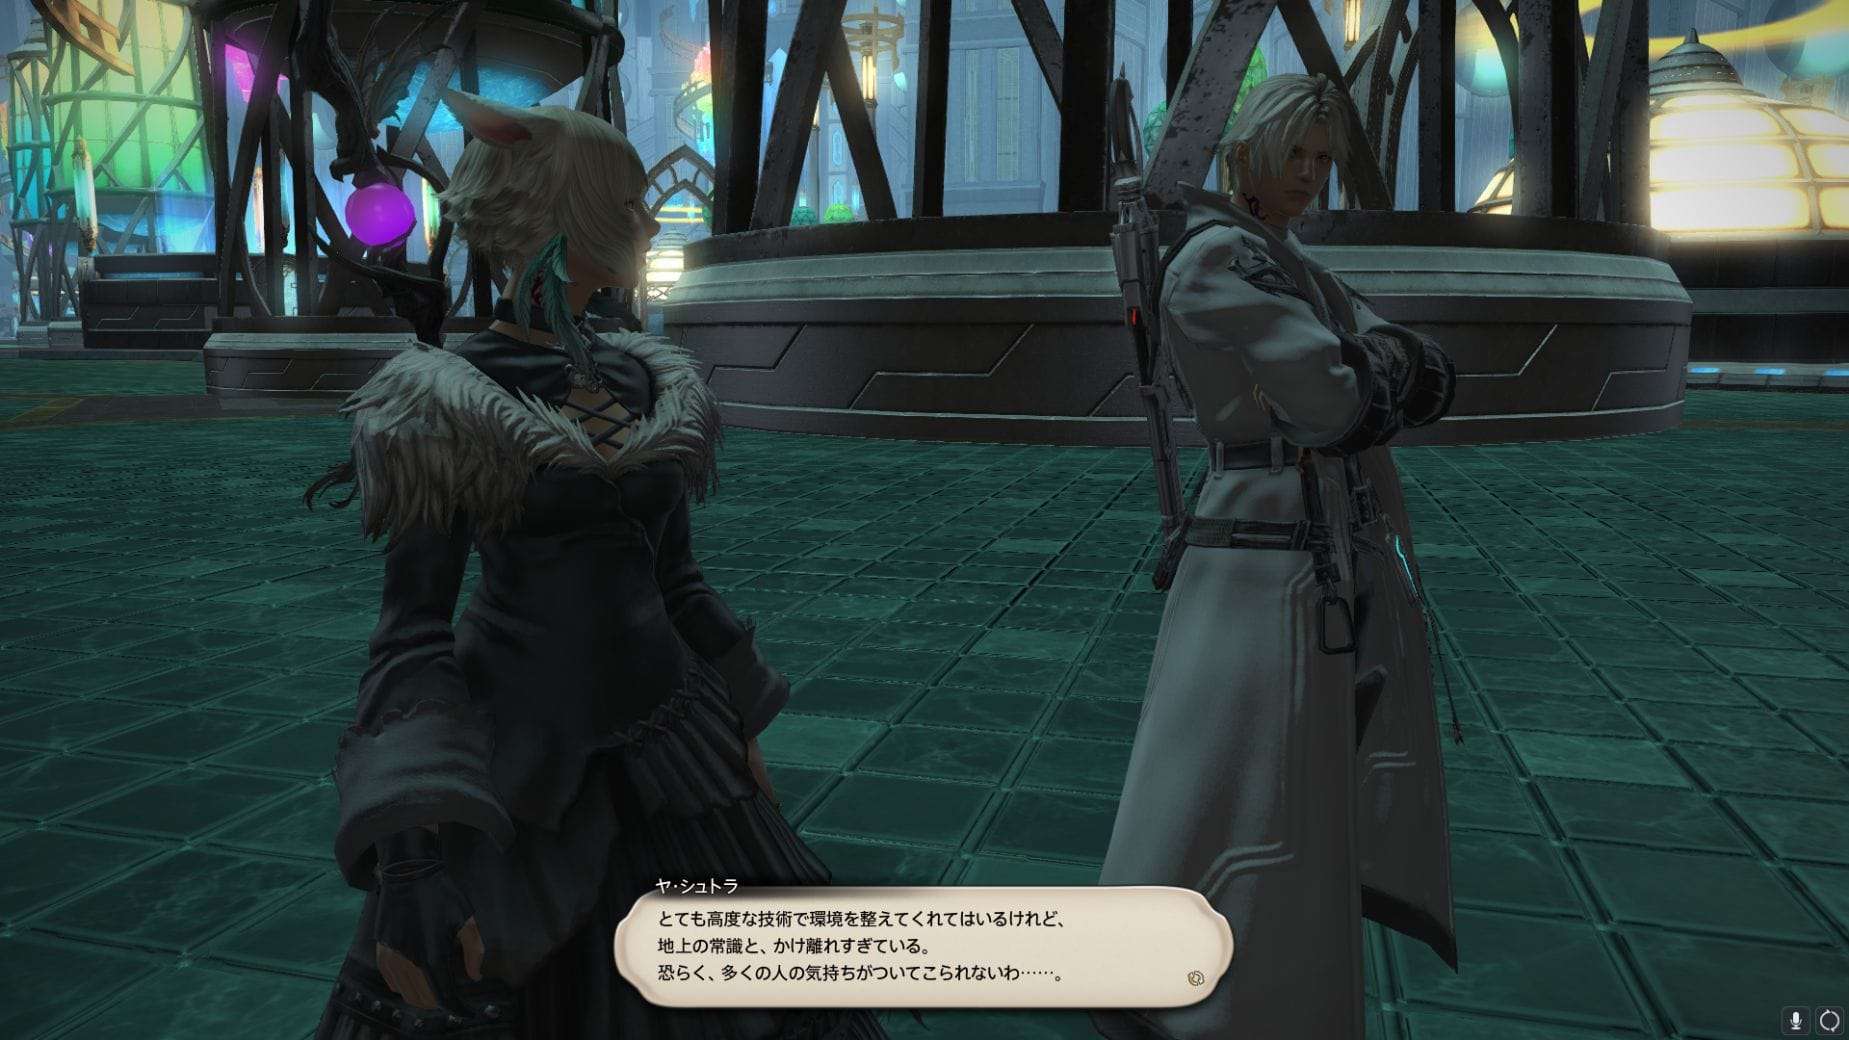 ヤ・シュトラ
とても高度な技術で環境を整えてくれてはいるけれど、
地上の常識と、かけ離れすぎている。
恐らく、多くの人の気持ちがついてこられないわ……。